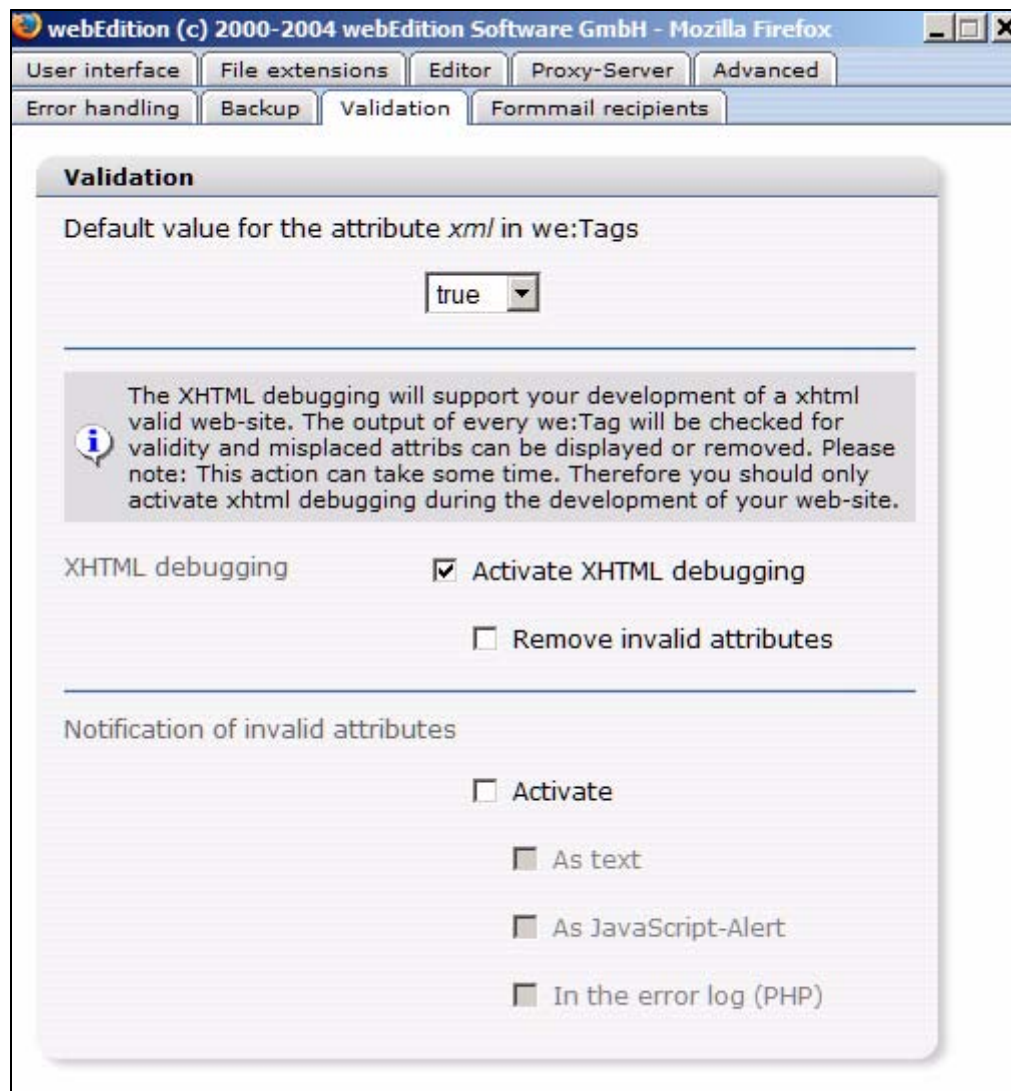 webEdition (c) 2000-2004 webEdition Software GmbH - Mozilla Firefox
User interface File extensions Editor Proxy-Server Advanced
Error handling Backup Validation Formmail recipients
Validation
Default value for the attribute xml in we:Tags
true
The XHTML debugging will support your development of a xhtml
valid web-site. The output of every we:Tag will be checked for
validity and misplaced attribs can be displayed or removed. Please
note: This action can take some time. Therefore you should only
activate xhtml debugging during the development of your web-site.
XHTML debugging Activate XHTML debugging
Remove invalid attributes
Notification of invalid attributes
Activate
As text
As JavaScript-Alert
In the error log (PHP)